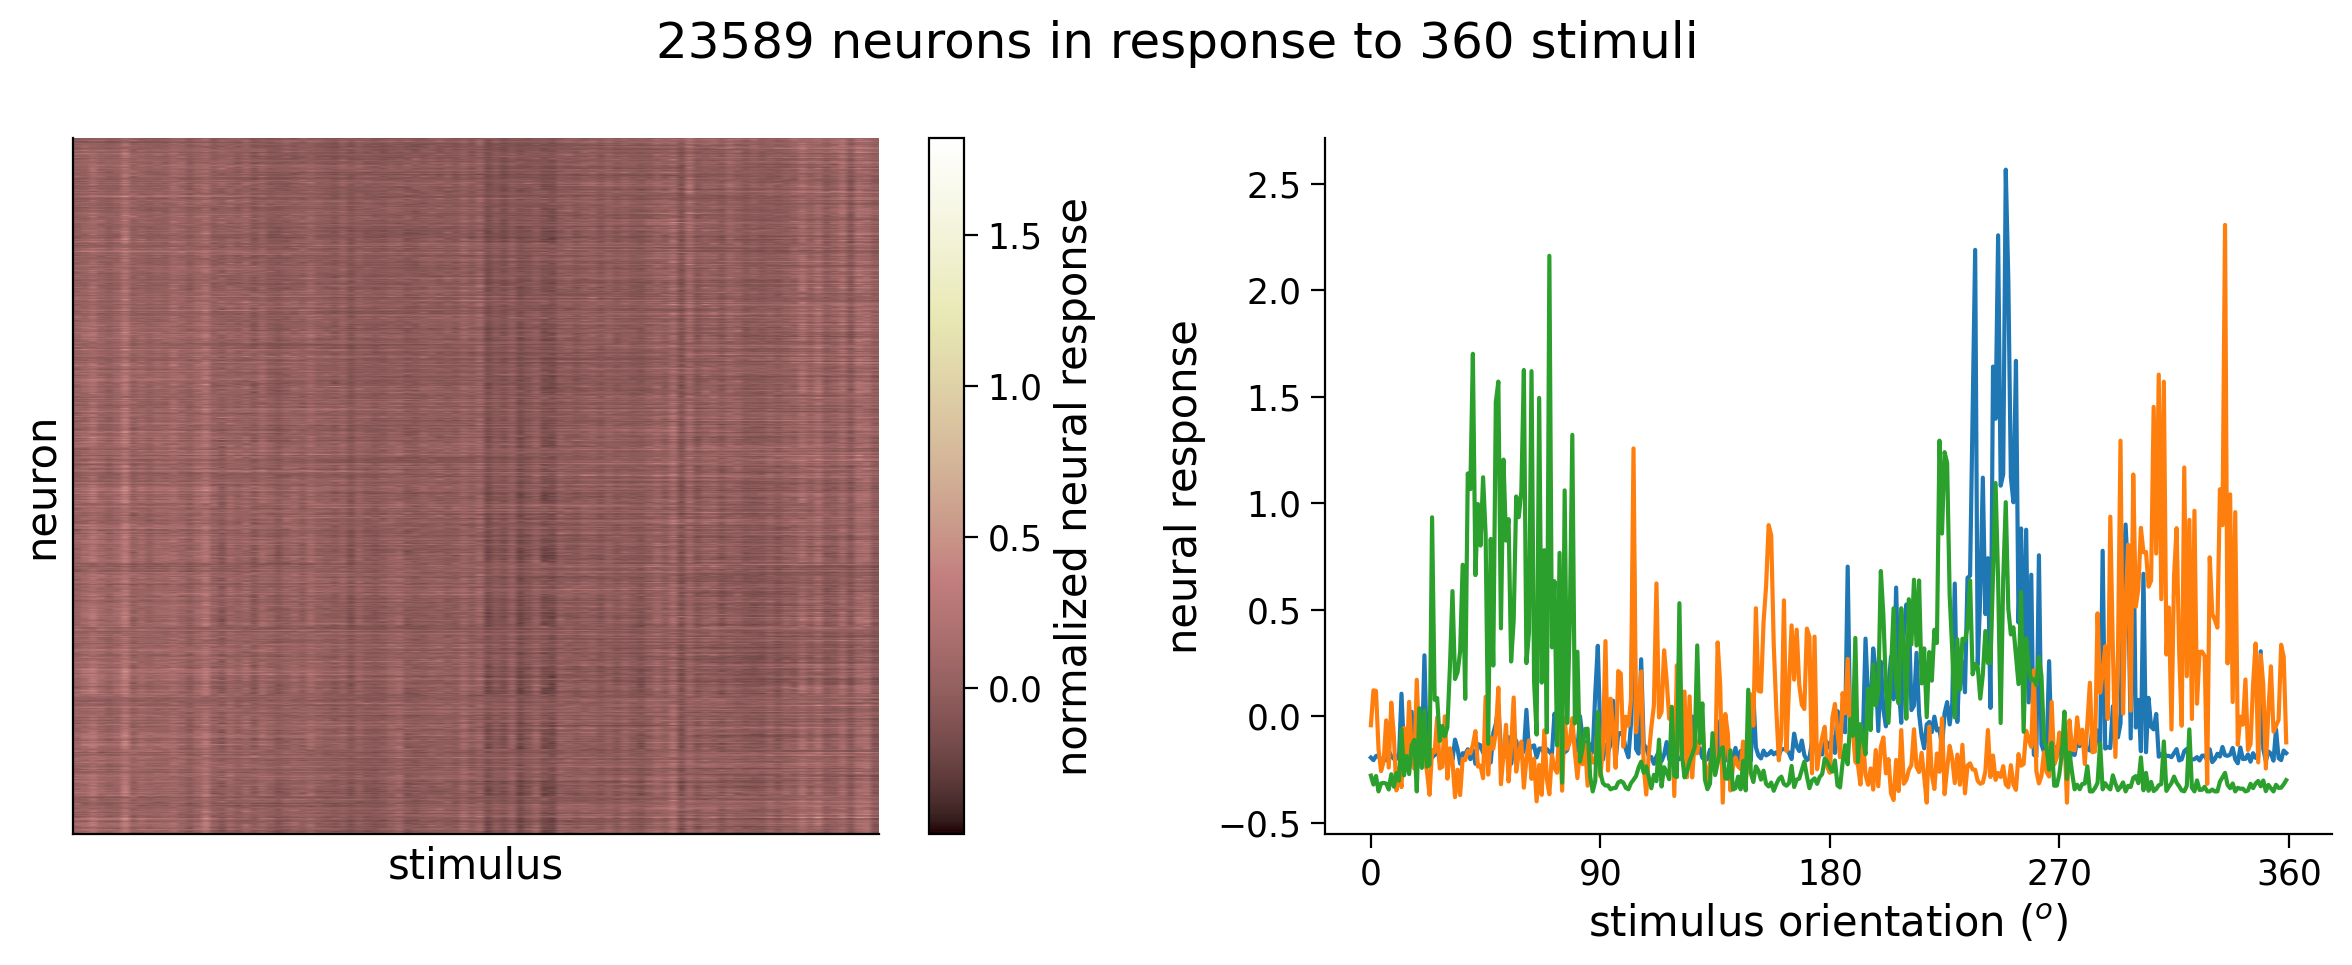 23589 neurons in response to 360 stimuli
neuron
stimulus
1.5
1.0
0.5
0.0
normalized neural response
neural response
2.5
2.0
1.5
1.0
0.5
0.0
−0.5
0 90 180 270 360
stimulus orientation (°)